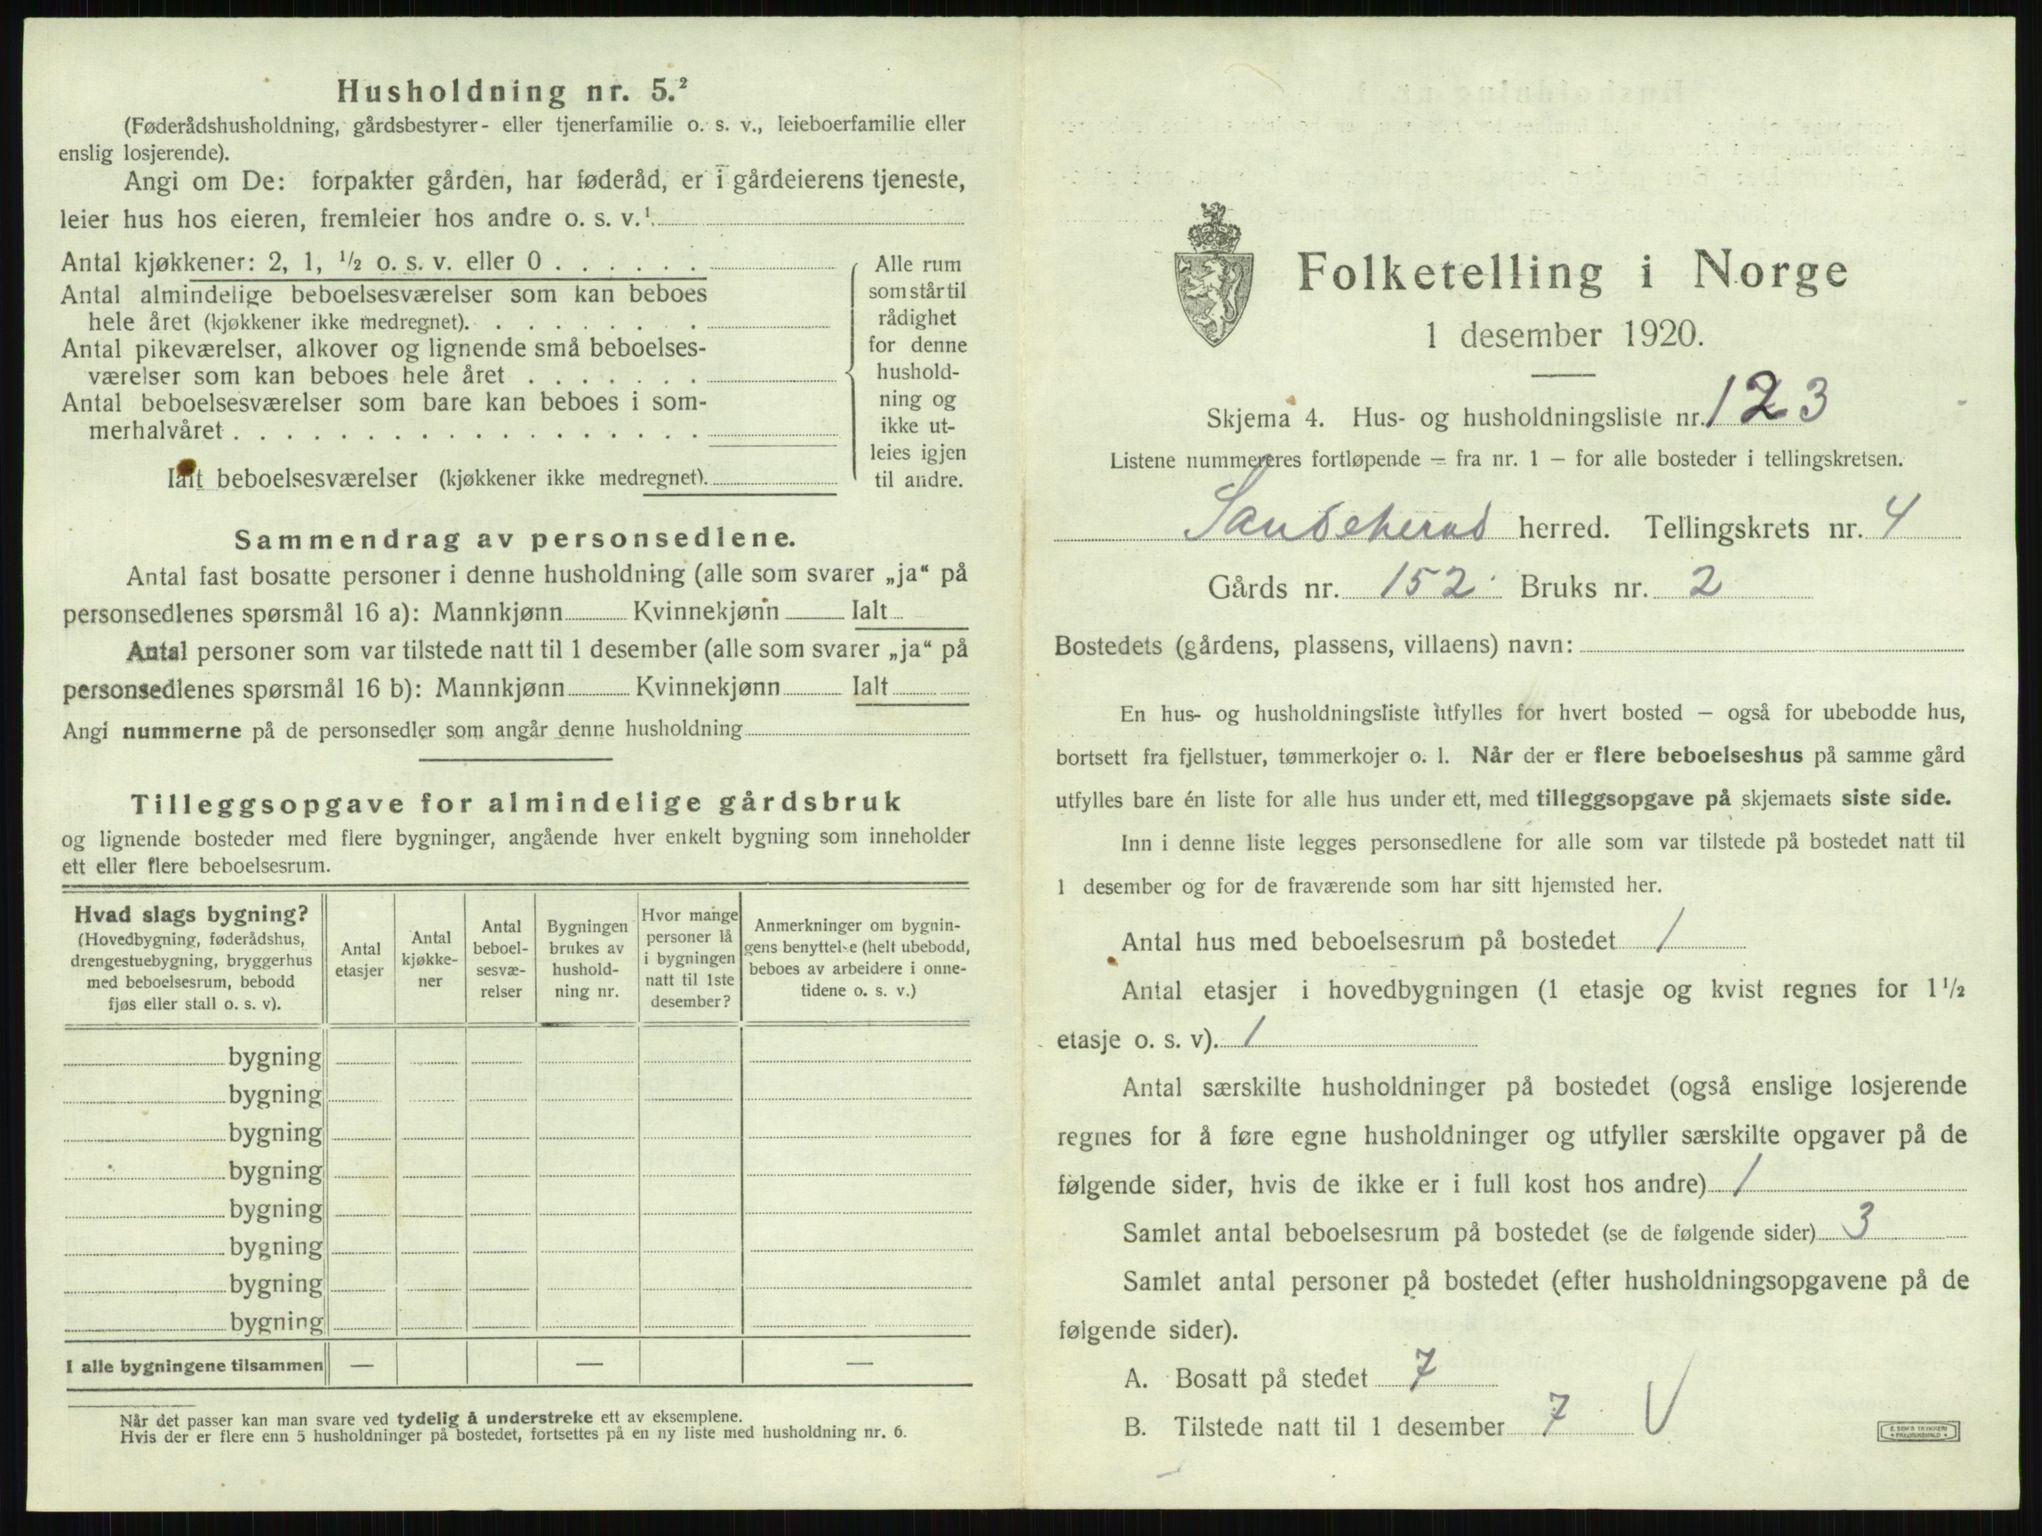 Husholdning nr. 5.²
(Føderådshusholdning, gårdsbestyrer- eller tjenerfamilie o. s. v., leieboerfamilie eller
enslig losjerende).
Angi om De: forpakter gården, har føderåd, er i gårdeierens tjeneste,
leier hus hos eieren, fremleier hos andre o. s. v.¹
Antal kjøkkener: 2, 1, ½ o. s. v. eller 0 . . . . . .
Antal almindelige beboelsesværelser som kan beboes
hele året (kjøkkener ikke medregnet). . . . . . . . .
Antal pikeværelser, alkover og lignende små beboelses-
værelser som kan beboes hele året . . . . . . .
Antal beboelsesværelser som bare kan beboes i som-
merhalvåret . . . . . . . . . . . . . . . . . .
Ialt beboelsesværelser (kjøkkener ikke medregnet).
Alle rum
som står til
rådighet
for denne
hushold-
ning og
ikke ut-
leies igjen
til andre.
Sammendrag av personsedlene.
Antal fast bosatte personer i denne husholdning (alle som svarer „ja“ på
personsedlenes spørsmål 16 a): Mannkjønn Kvinnekjønn Ialt
Antal personer som var tilstede natt til 1 desember (alle som svarer „ja“ på
personsedlenes spørsmål 16 b): Mannkjønn Kvinnekjønn Ialt
Angi nummerne på de personsedler som angår denne husholdning
Tilleggsopgave for almindelige gårdsbruk
og lignende bosteder med flere bygninger, angående hver enkelt bygning som inneholder
ett eller flere beboelsesrum.
Hvad slags bygning?
(Hovedbygning, føderådshus,
drengestuebygning, bryggerhus
med beboelsesrum, bebodd
fjøs eller stall o. s. v).
Antal
etasjer
Antal
kjøkke-
ner
Antal
beboel-
sesvæ-
relser
Bygningen
brukes av
hushold-
ning nr.
Hvor mange
personer lå
i bygningen
natt til 1ste
desember?
Anmerkninger om bygnin-
gens benyttelse (helt ubebodd,
beboes av arbeidere i onne-
tidene o. s. v.)
bygning
bygning
bygning
bygning
bygning
bygning
bygning
bygning
I alle bygningene tilsammen — — —
Når det passer kan man svare ved tydelig å understreke ett av eksemplene.
Hvis der er flere enn 5 husholdninger på bostedet, fortsettes på en ny liste med husholdning nr. 6.
Folketelling i Norge
1 desember 1920.
Skjema 4. Hus- og husholdningsliste nr. 123
Listene nummereres fortløpende – fra nr. 1 – for alle bosteder i tellingskretsen.
Sandeherred herred. Tellingskrets nr. 4
Gårds nr. 152 Bruks nr. 2
Bostedets (gårdens, plassens, villaens) navn:
En hus- og husholdningsliste utfylles for hvert bosted – også for ubebodde hus,
bortsett fra fjellstuer, tømmerkojer o. l. Når der er flere beboelseshus på samme gård
utfylles bare én liste for alle hus under ett, med tilleggsopgave på skjemaets siste side.
Inn i denne liste legges personsedlene for alle som var tilstede på bostedet natt til
1 desember og for de fraværende som har sitt hjemsted her.
Antal hus med beboelsesrum på bostedet 1
Antal etasjer i hovedbygningen (1 etasje og kvist regnes for 1½
etasje o. s. v). 1
Antal særskilte husholdninger på bostedet (også enslige losjerende
regnes for å føre egne husholdninger og utfyller særskilte opgaver på de
følgende sider, hvis de ikke er i full kost hos andre) 1
Samlet antal beboelsesrum på bostedet (se de følgende sider) 3
Samlet antal personer på bostedet (efter husholdningsopgavene på de
følgende sider).
A. Bosatt på stedet 7
B. Tilstede natt til 1 desember 7 V